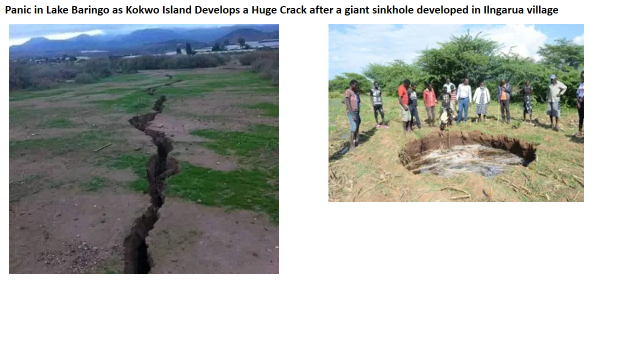 Panic in Lake Baringo as Kokwo Island Develops a Huge Crack after a giant sinkhole developed in Ilngarua village